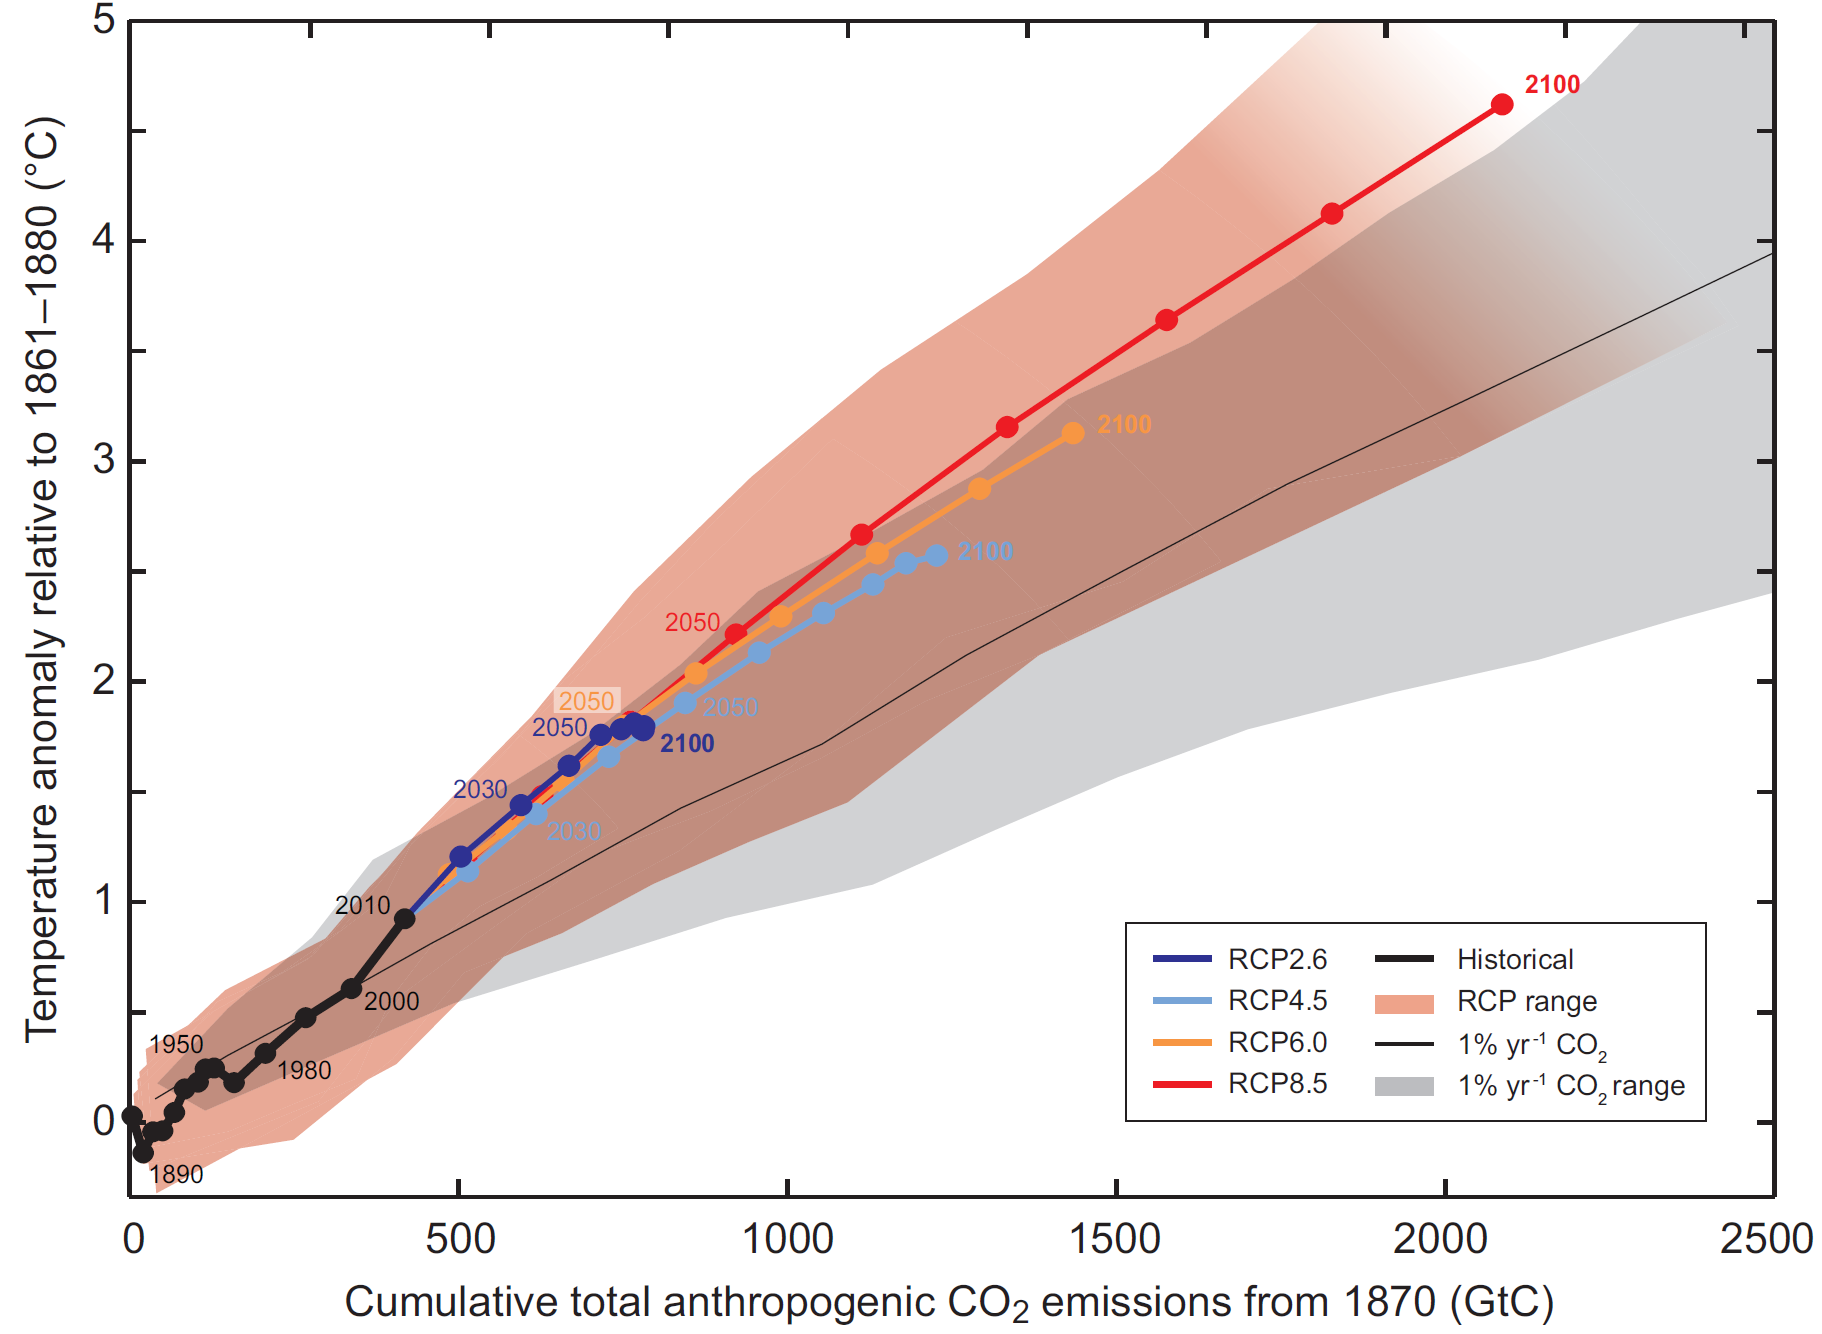 5
4
3
2
1
0
Temperature anomaly relative to 1861–1880 (°C)
2100
2100
2100
2050
2050
2050
2050
2100
2030
2030
2010
2000
1950
1980
1890
RCP2.6
RCP4.5
RCP6.0
RCP8.5
Historical
RCP range
1% yr⁻¹ CO₂
1% yr⁻¹ CO₂ range
0 500 1000 1500 2000 2500
Cumulative total anthropogenic CO₂ emissions from 1870 (GtC)